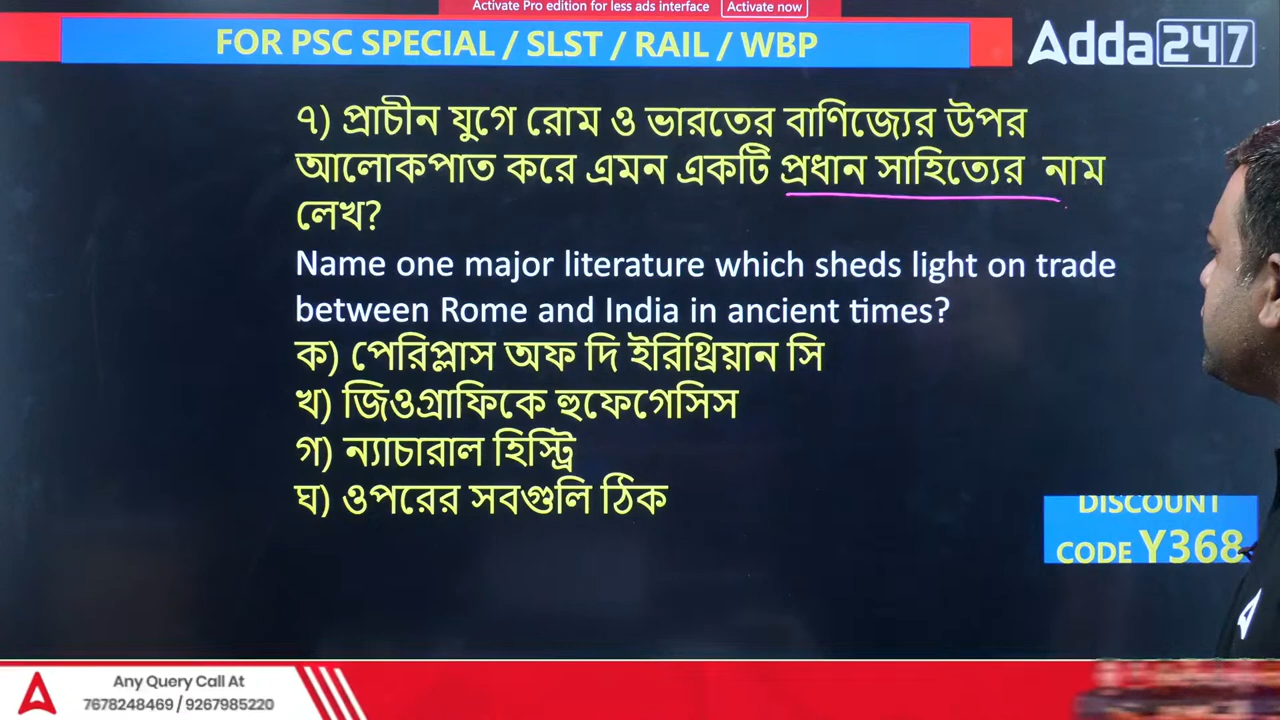 Activate Pro edition for less ads interface Activate now
FOR PSC SPECIAL / SLST / RAIL / WBP
Adda247
৭) প্রাচীন যুগে রোম ও ভারতের বাণিজ্যের উপর
আলোকপাত করে এমন একটি প্রধান সাহিত্যের নাম
লেখ?
Name one major literature which sheds light on trade
between Rome and India in ancient times?
ক) পেরিপ্লাস অফ দি ইরিথ্রিয়ান সি
খ) জিওগ্রাফিকে হুফেগেসিস
গ) ন্যাচারাল হিস্ট্রি
ঘ) ওপরের সবগুলি ঠিক
DISCOUNT
CODE Y368
Any Query Call At
7678248469 / 9267985220